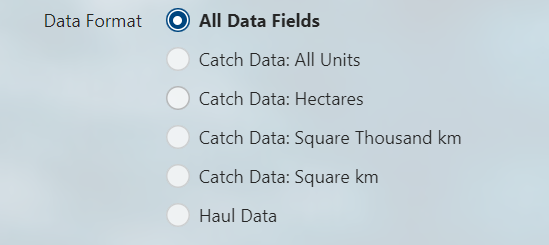 Data Format All Data Fields
Catch Data: All Units
Catch Data: Hectares
Catch Data: Square Thousand km
Catch Data: Square km
Haul Data